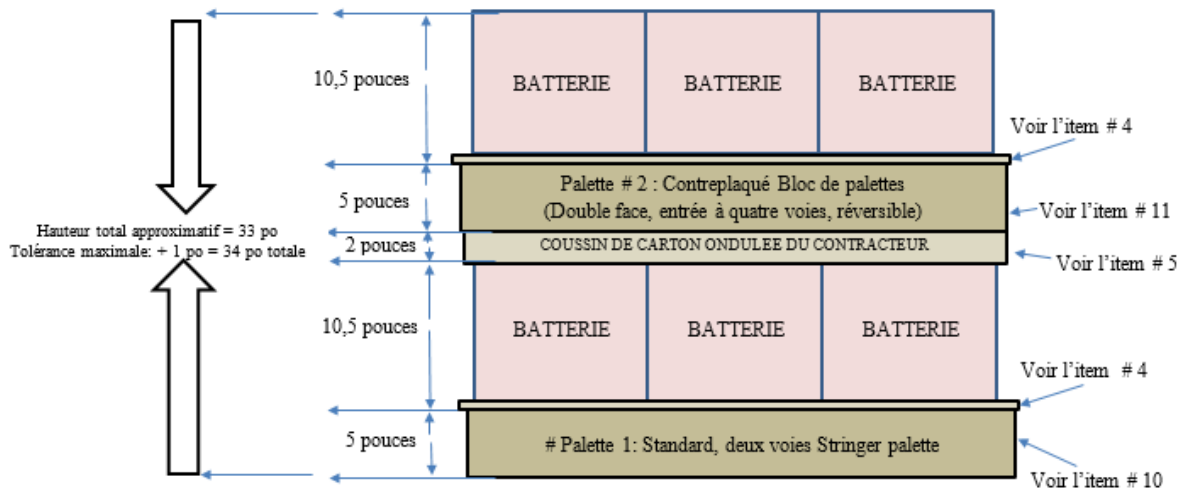 10,5 pouces
BATTERIE
BATTERIE
BATTERIE
Voir l'item # 4
5 pouces
Palette # 2 : Contreplaqué Bloc de palettes
(Double face, entrée à quatre voies, réversible)
Voir l'item # 11
Hauteur total approximatif = 33 po
Tolérance maximale: + 1 po = 34 po totale
2 pouces
COUSSIN DE CARTON ONDULEE DU CONTRACTEUR
Voir l'item # 5
10,5 pouces
BATTERIE
BATTERIE
BATTERIE
Voir l'item # 4
5 pouces
# Palette 1: Standard, deux voies Stringer palette
Voir l'item # 10